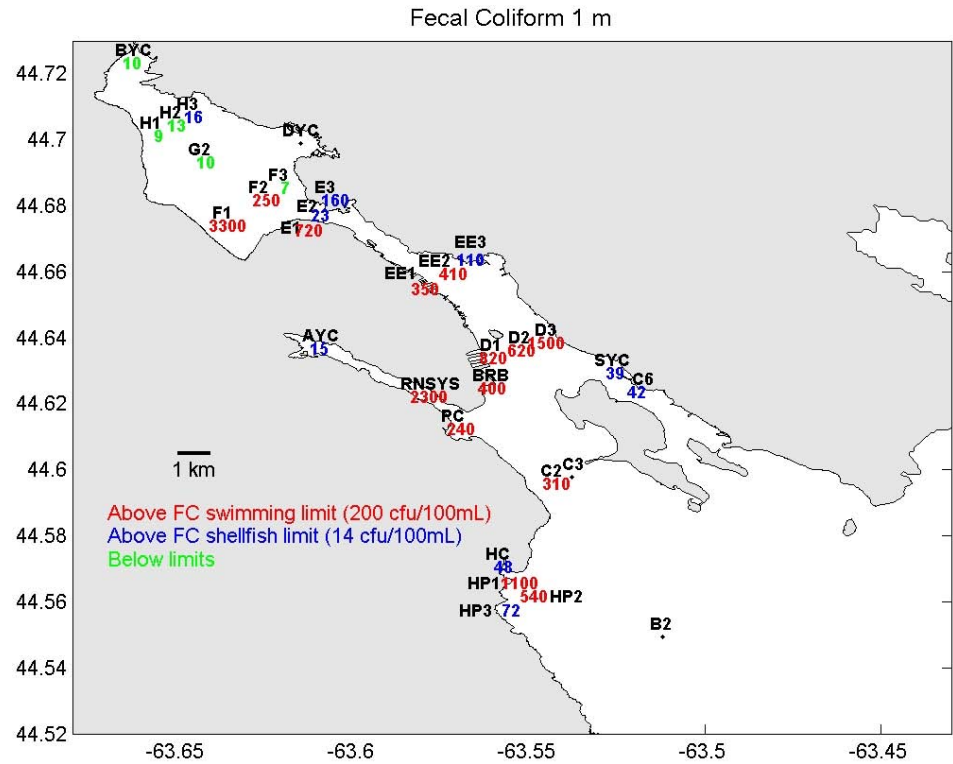 Fecal Coliform 1 m
44.72
BYC
10
H3
16
H2
13
H1
9
44.7
DYC
G2
10
F3
7
F2
250
E3
160
44.68
E2
23
F1
3300
E1
720
EE3
110
EE2
410
44.66
EE1
350
AYC
15
44.64
D3
1500
D2
620
D1
820
SYC
39
BRB
400
C6
42
RNSYS
2300
44.62
PC
240
1 km
44.6
C3
C2
310
Above FC swimming limit (200 cfu/100mL)
Above FC shellfish limit (14 cfu/100mL)
Below limits
44.58
HC
48
HP1
1100
44.56
540
HP2
HP3
72
B2
44.54
44.52
-63.65
-63.6
-63.55
-63.5
-63.45